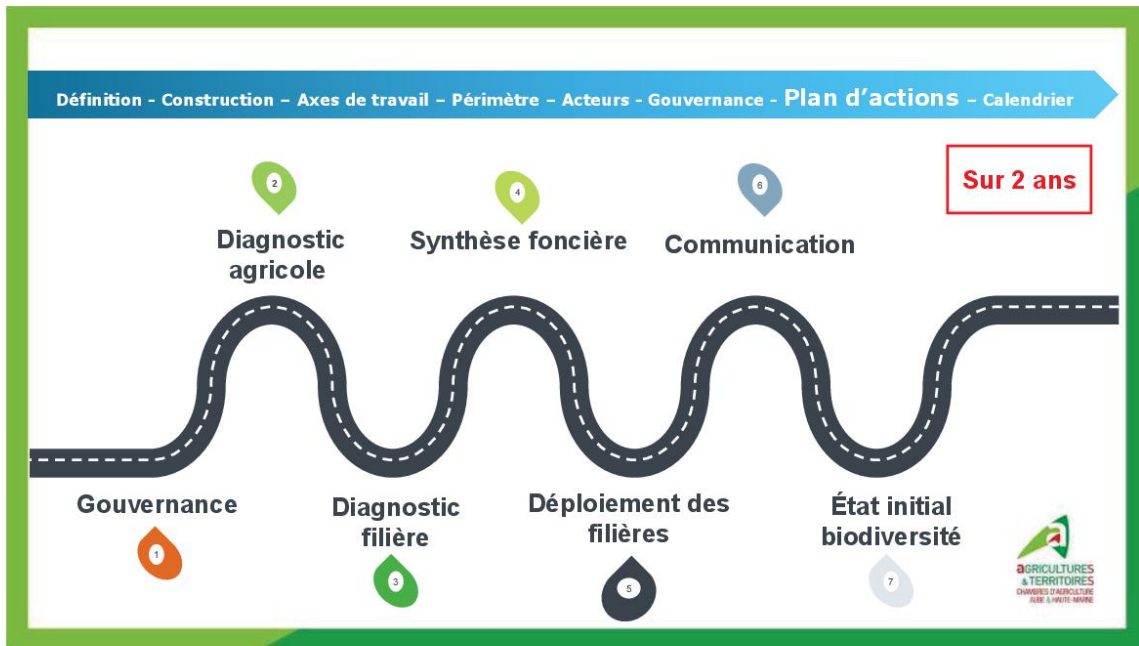 Définition - Construction – Axes de travail – Périmètre – Acteurs - Gouvernance - Plan d'actions – Calendrier
Sur 2 ans
2
Diagnostic
agricole
4
Synthèse foncière
6
Communication
Gouvernance
1
Diagnostic
filière
3
Déploiement des
filières
5
État initial
biodiversité
7
aGRICULTURES
& TERRITOIRES
CHAMBRES D'AGRICULTURE
AUBE & HAUTE-MARNE